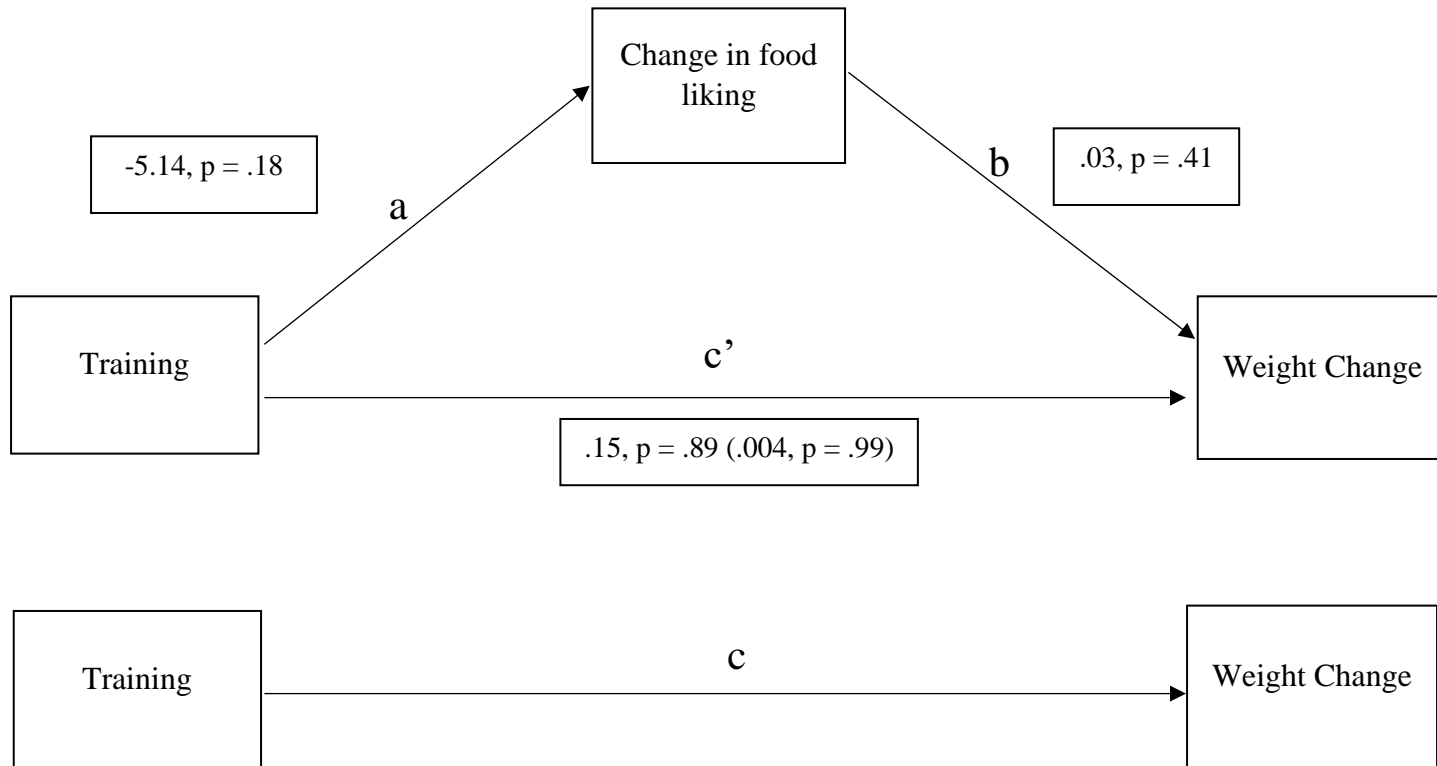 Change in food
liking
-5.14, p = .18
.03, p = .41
a
b
Training
c’
Weight Change
.15, p = .89 (.004, p = .99)
Training
c
Weight Change